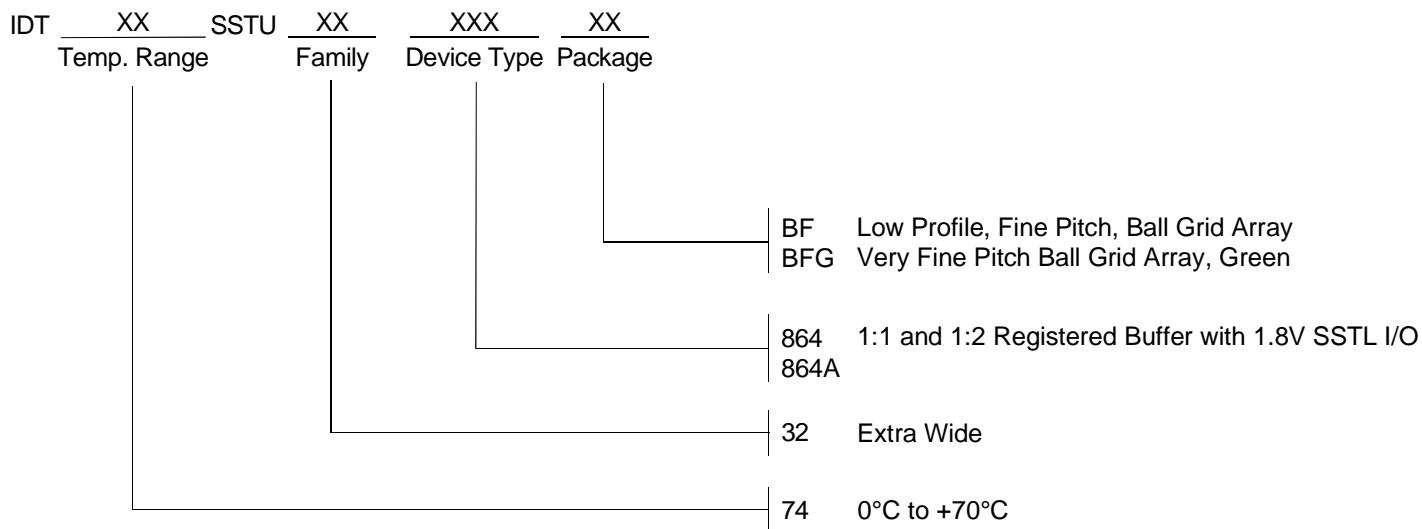 IDT XX SSTU XX XXX XX
Temp. Range Family Device Type Package
BF Low Profile, Fine Pitch, Ball Grid Array
BFG Very Fine Pitch Ball Grid Array, Green
864 1:1 and 1:2 Registered Buffer with 1.8V SSTL I/O
864A
32 Extra Wide
74 0°C to +70°C